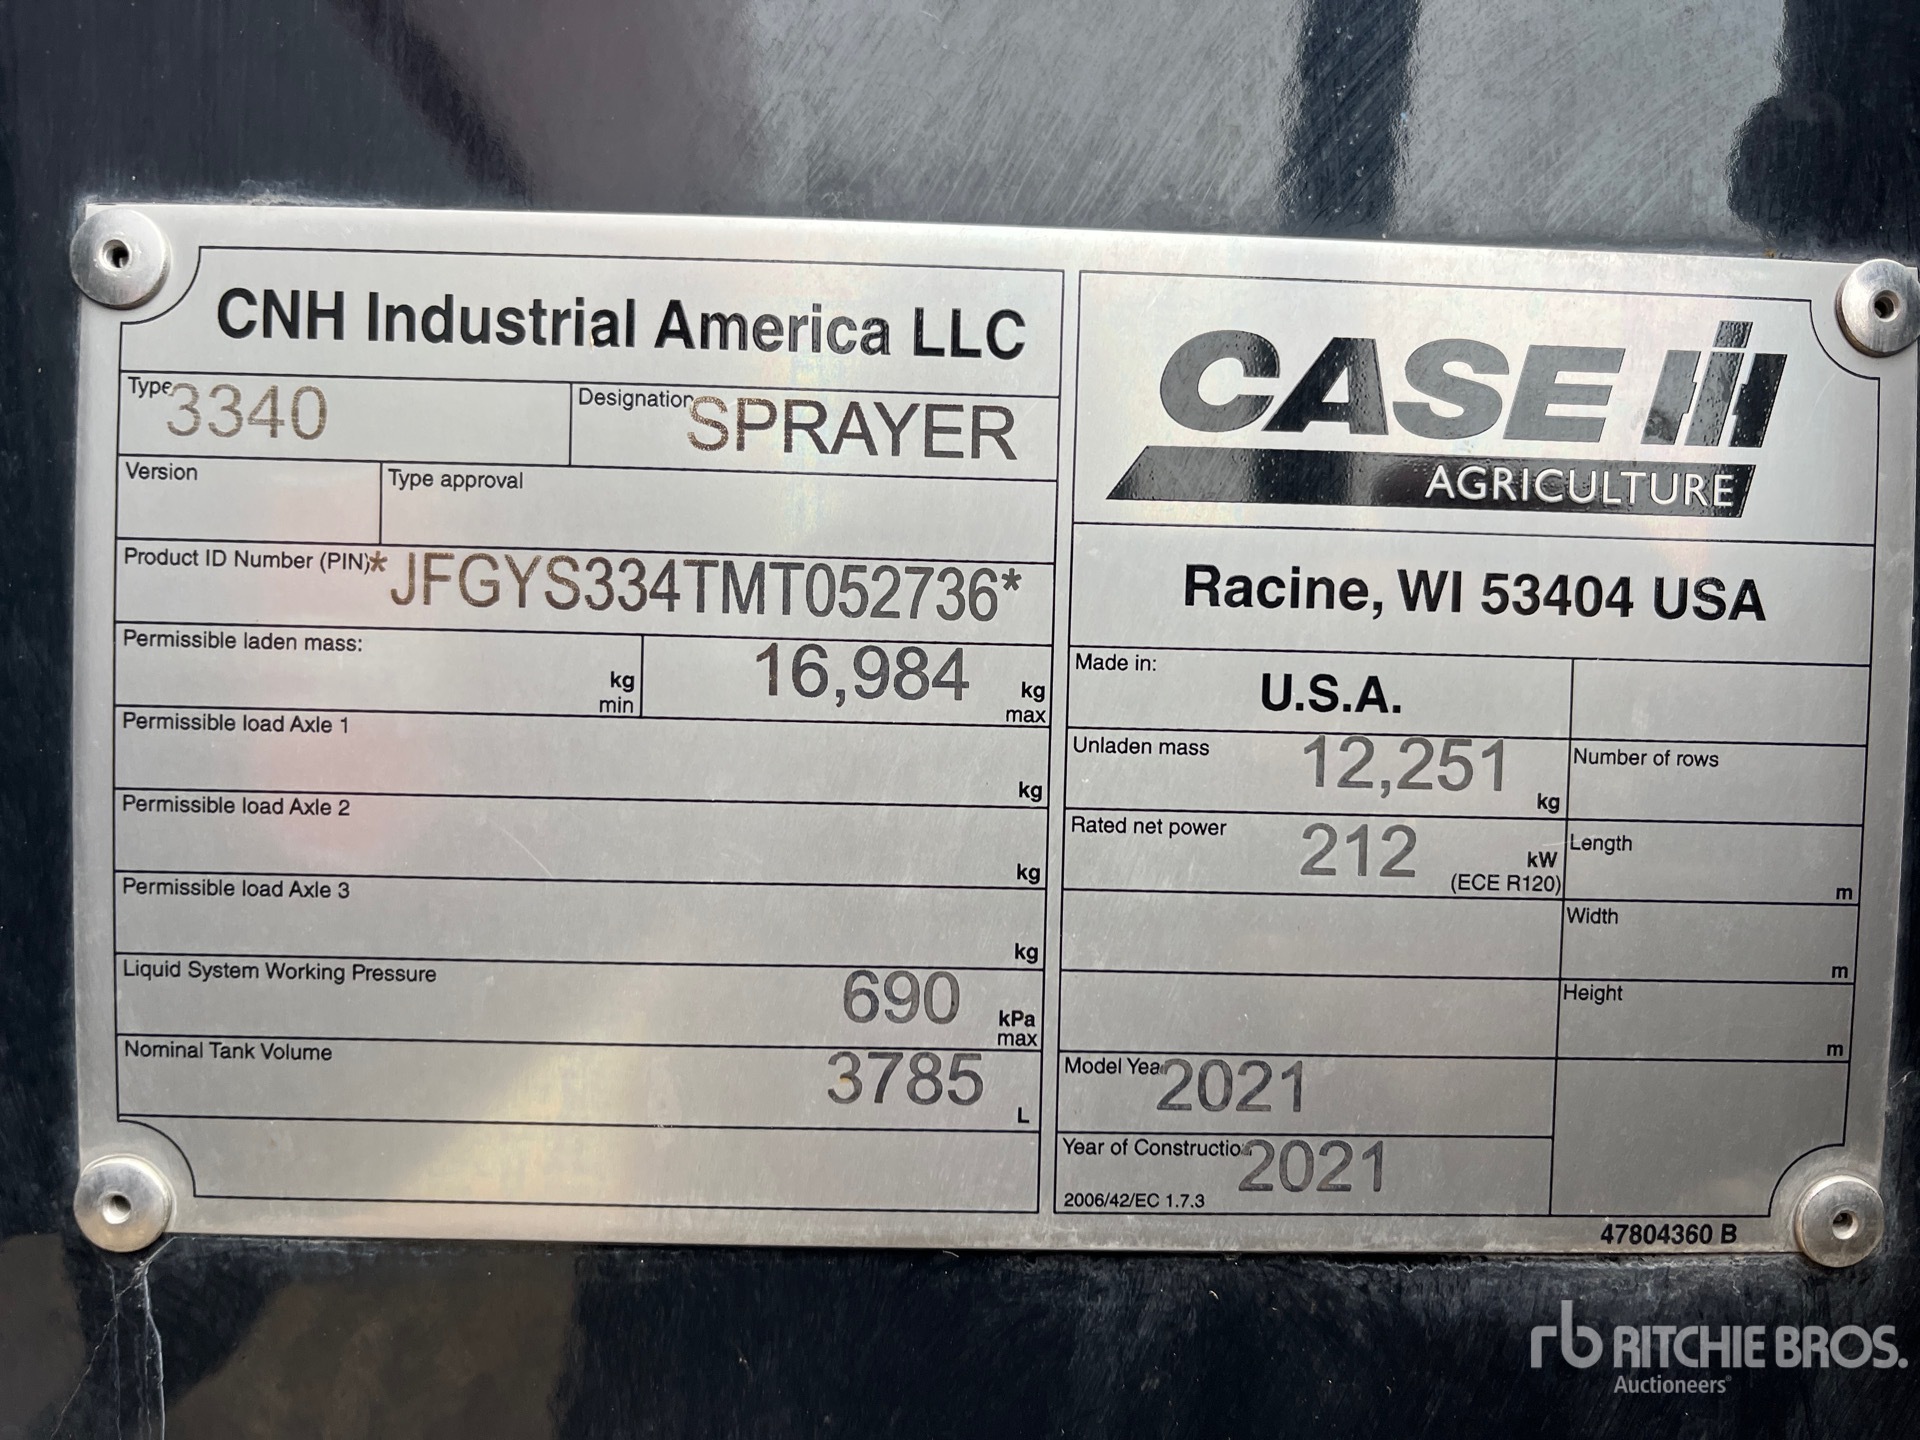 CNH Industrial America LLC
Type 3340
Designation SPRAYER
Version
Type approval
Product ID Number (PIN) *JFGYS334TMT052736*
Permissible laden mass:
kg
min
16,984 kg
max
Permissible load Axle 1
kg
Permissible load Axle 2
kg
Permissible load Axle 3
kg
Liquid System Working Pressure 690 kPa
max
Nominal Tank Volume 3785 L
CASE IH
AGRICULTURE
Racine, WI 53404 USA
Made in:
U.S.A.
Unladen mass 12,251 kg
Number of rows
Rated net power 212 kW
(ECE R120)
Length
m
Width
m
Height
m
Model Year 2021
Year of Construction 2021
2006/42/EC 1.7.3
47804360 B
rb RITCHIE BROS.
Auctioneers